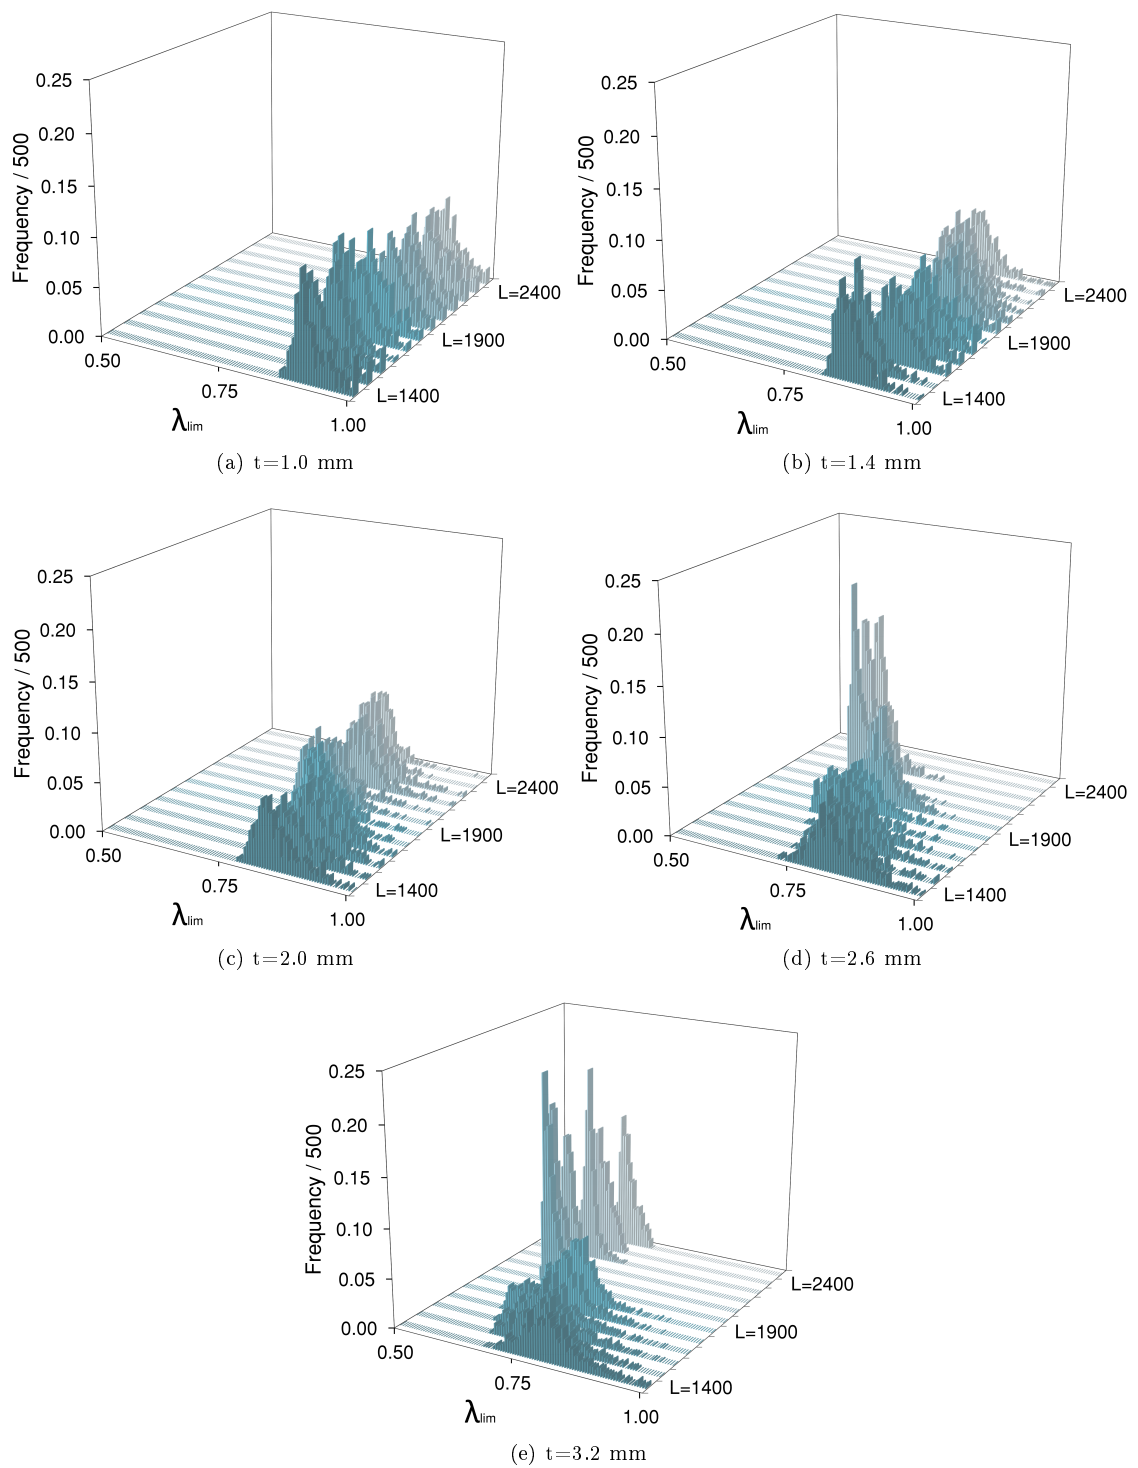 Frequency / 500
0.25
0.20
0.15
0.10
0.05
0.00
0.50
0.75
1.00
λlim
L=1400
L=1900
L=2400
(a) t=1.0 mm
Frequency / 500
0.25
0.20
0.15
0.10
0.05
0.00
0.50
0.75
1.00
λlim
L=1400
L=1900
L=2400
(b) t=1.4 mm
Frequency / 500
0.25
0.20
0.15
0.10
0.05
0.00
0.50
0.75
1.00
λlim
L=1400
L=1900
L=2400
(c) t=2.0 mm
Frequency / 500
0.25
0.20
0.15
0.10
0.05
0.00
0.50
0.75
1.00
λlim
L=1400
L=1900
L=2400
(d) t=2.6 mm
Frequency / 500
0.25
0.20
0.15
0.10
0.05
0.00
0.50
0.75
1.00
λlim
L=1400
L=1900
L=2400
(e) t=3.2 mm